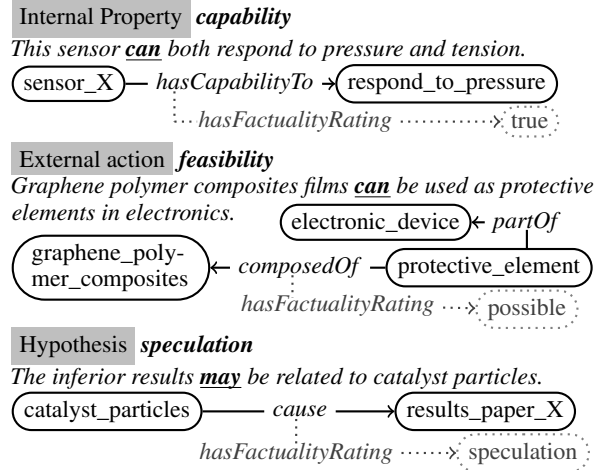 Internal Property capability
This sensor can both respond to pressure and tension.
sensor_X hasCapabilityTo respond_to_pressure
hasFactualityRating true
External action feasibility
Graphene polymer composites films can be used as protective
elements in electronics.
electronic_device partOf
graphene_poly-
mer_composites composedOf protective_element
hasFactualityRating possible
Hypothesis speculation
The inferior results may be related to catalyst particles.
catalyst_particles cause results_paper_X
hasFactualityRating speculation